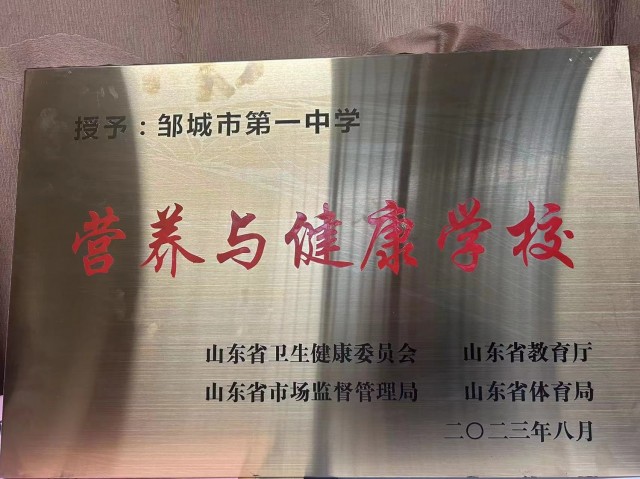 授予：邹城市第一中学
营养与健康学校
山东省卫生健康委员会 山东省教育厅
山东省市场监督管理局 山东省体育局
二〇二三年八月